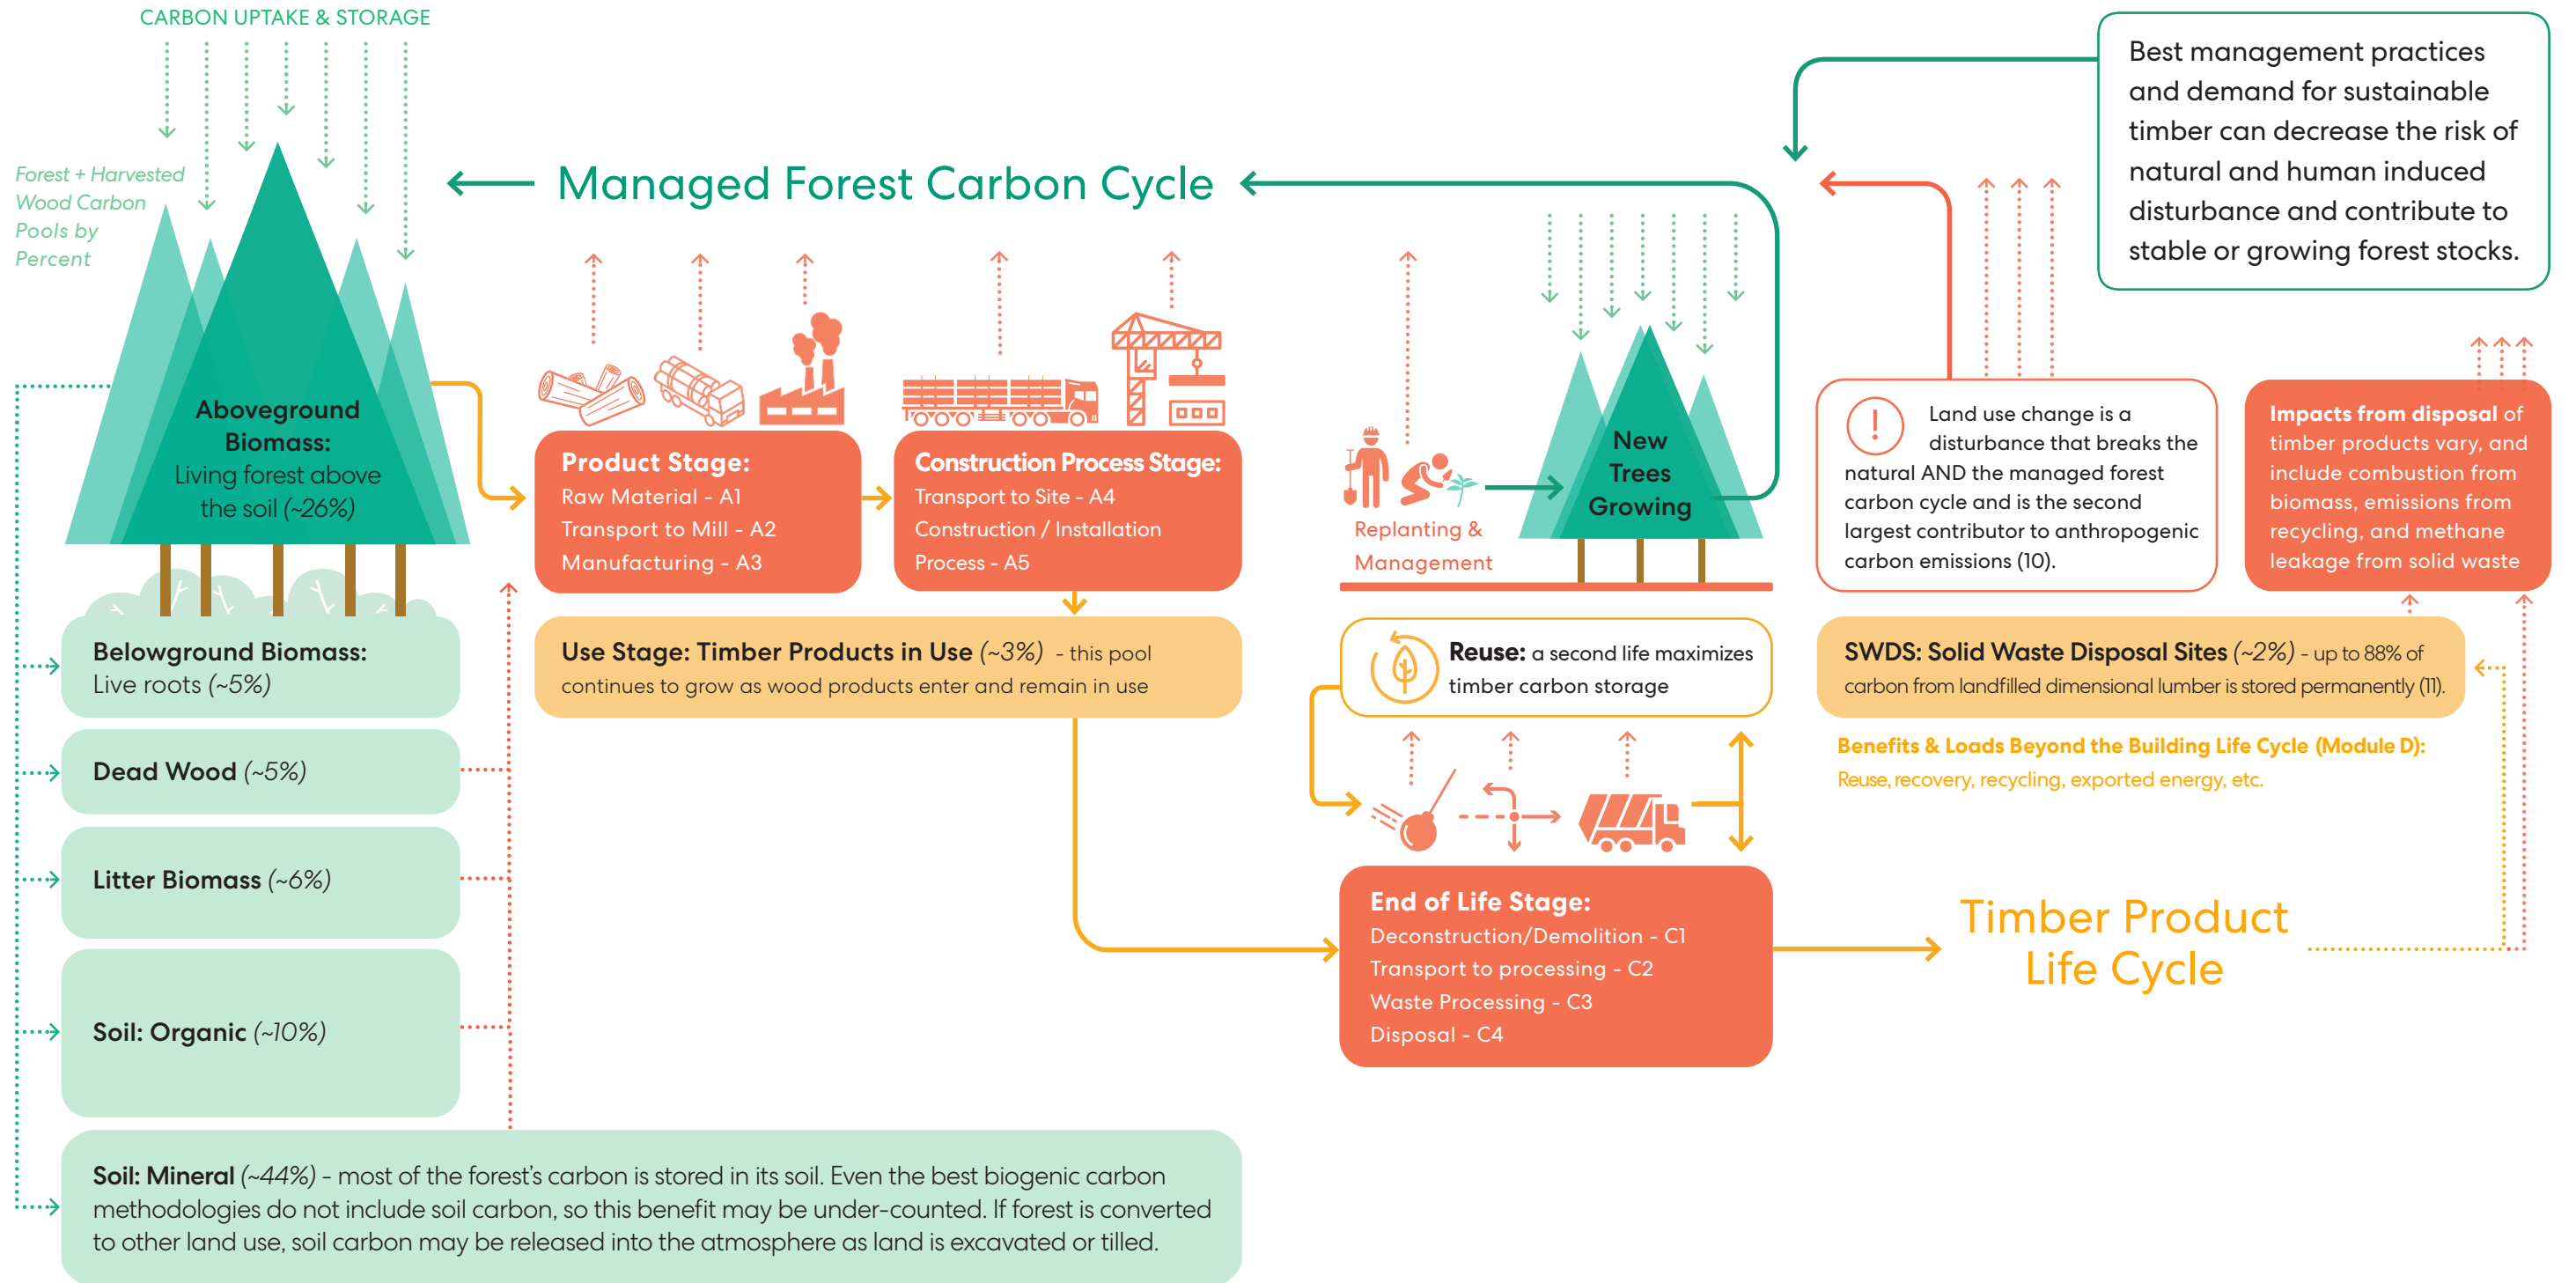 CARBON UPTAKE & STORAGE
Forest + Harvested
Wood Carbon
Pools by
Percent
Managed Forest Carbon Cycle
Best management practices
and demand for sustainable
timber can decrease the risk of
natural and human induced
disturbance and contribute to
stable or growing forest stocks.
Aboveground
Biomass:
Living forest above
the soil (~26%)
Product Stage:
Raw Material - A1
Transport to Mill - A2
Manufacturing - A3
Construction Process Stage:
Transport to Site - A4
Construction / Installation
Process - A5
Replanting &
Management
New
Trees
Growing
!
Land use change is a
disturbance that breaks the
natural AND the managed forest
carbon cycle and is the second
largest contributor to anthropogenic
carbon emissions (10).
Impacts from disposal of
timber products vary, and
include combustion from
biomass, emissions from
recycling, and methane
leakage from solid waste
Belowground Biomass:
Live roots (~5%)
Use Stage: Timber Products in Use (~3%) - this pool
continues to grow as wood products enter and remain in use
Reuse: a second life maximizes
timber carbon storage
SWDS: Solid Waste Disposal Sites (~2%) - up to 88% of
carbon from landfilled dimensional lumber is stored permanently (11).
Benefits & Loads Beyond the Building Life Cycle (Module D):
Reuse, recovery, recycling, exported energy, etc.
Dead Wood (~5%)
Litter Biomass (~6%)
Soil: Organic (~10%)
End of Life Stage:
Deconstruction/Demolition - C1
Transport to processing - C2
Waste Processing - C3
Disposal - C4
Timber Product
Life Cycle
Soil: Mineral (~44%) - most of the forest's carbon is stored in its soil. Even the best biogenic carbon
methodologies do not include soil carbon, so this benefit may be under-counted. If forest is converted
to other land use, soil carbon may be released into the atmosphere as land is excavated or tilled.